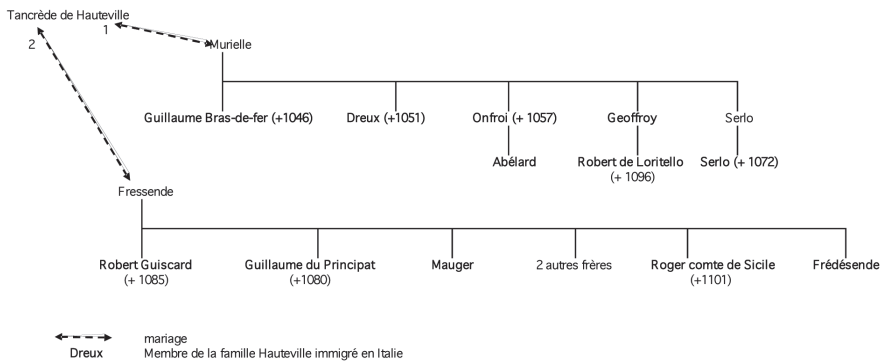 Tancrède de Hauteville
1
2
Murielle
Guillaume Bras-de-fer (+1046) Dreux (+1051) Onfroi (+ 1057) Geoffroy Serlo
Abélard Robert de Loritello Serlo (+ 1072)
(+ 1096)
Fressende
Robert Guiscard Guillaume du Principat Mauger 2 autres frères Roger comte de Sicile Frédésende
(+ 1085) (+1080) (+1101)
mariage
Dreux Membre de la famille Hauteville immigré en Italie